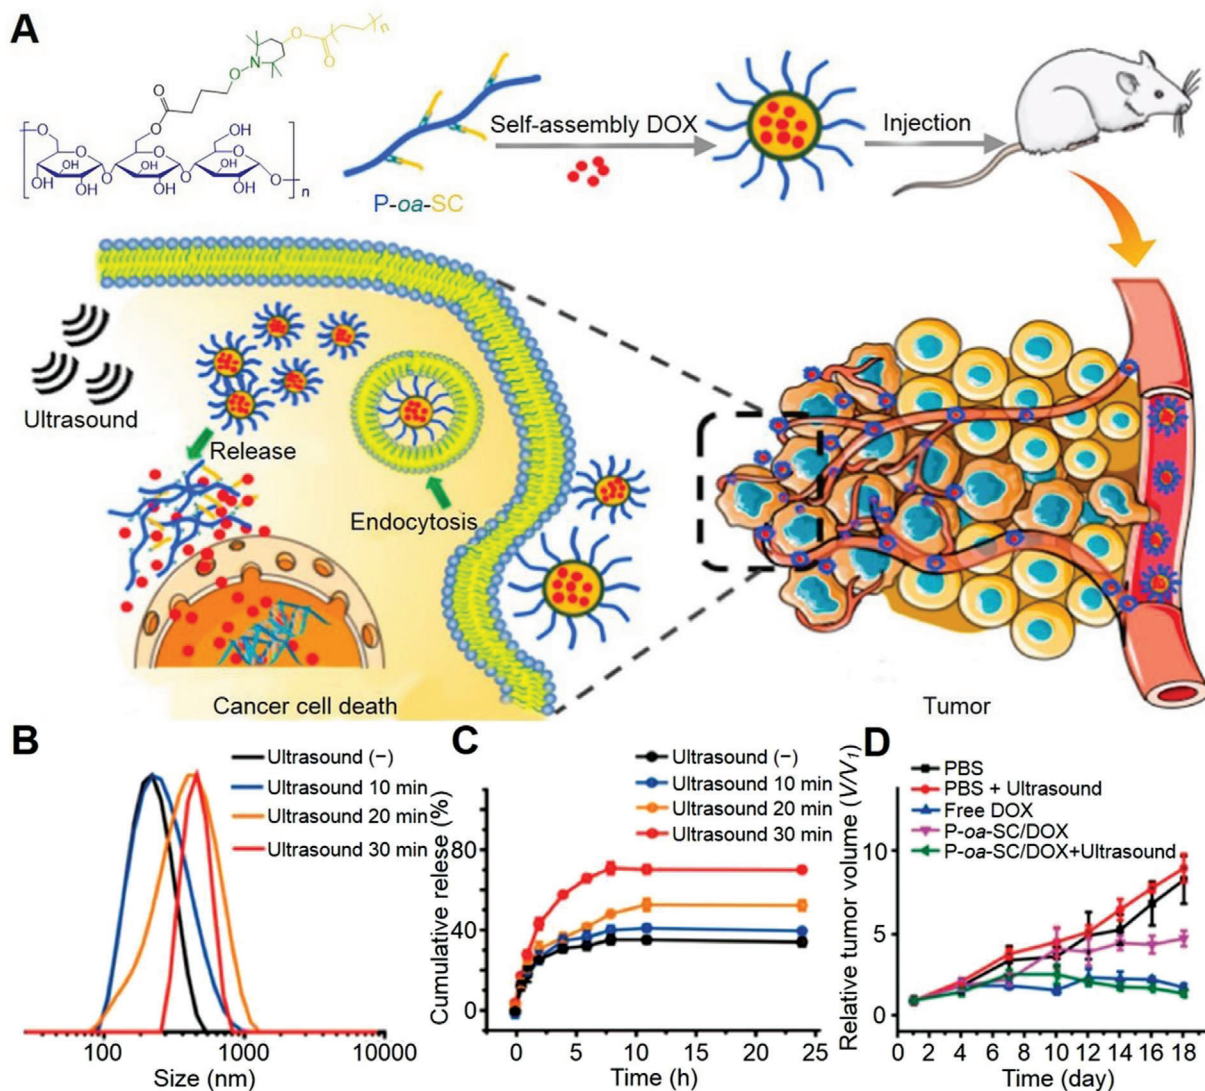 A
O
n
O
O
N
O
O
O
O
O
OH
O
O
O
OH
HO
OH
O
OH
OH
O
OH
HO
O
OH
O
n
P-oa-SC
Self-assembly DOX
Injection
Ultrasound
Release
Endocytosis
Cancer cell death
Tumor
B
Ultrasound (−)
Ultrasound 10 min
Ultrasound 20 min
Ultrasound 30 min
100
1000
10000
Size (nm)
C
Ultrasound (−)
Ultrasound 10 min
Ultrasound 20 min
Ultrasound 30 min
Cumulative relese (%)
80
40
0
0
5
10
15
20
25
Time (h)
D
PBS
PBS + Ultrasound
Free DOX
P-oa-SC/DOX
P-oa-SC/DOX+Ultrasound
Relative tumor volume (V/V₁)
10
5
0
0
2
4
6
8
10
12
14
16
18
Time (day)